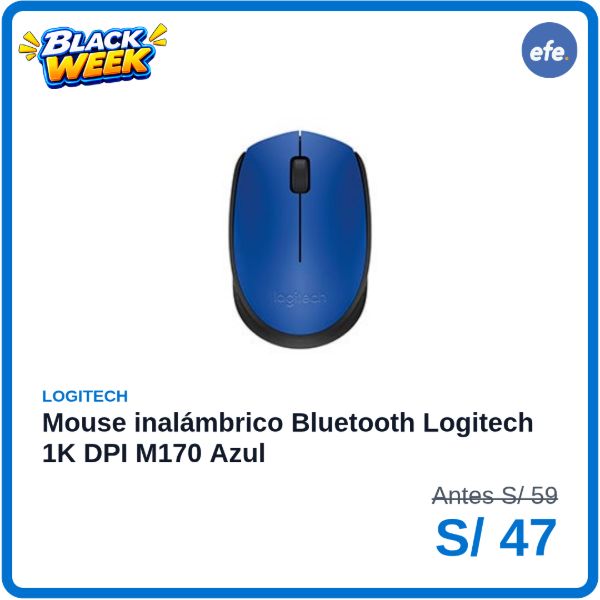 BLACK
WEEK
efe.
logitech
LOGITECH
Mouse inalámbrico Bluetooth Logitech
1K DPI M170 Azul
Antes S/ 59
S/ 47